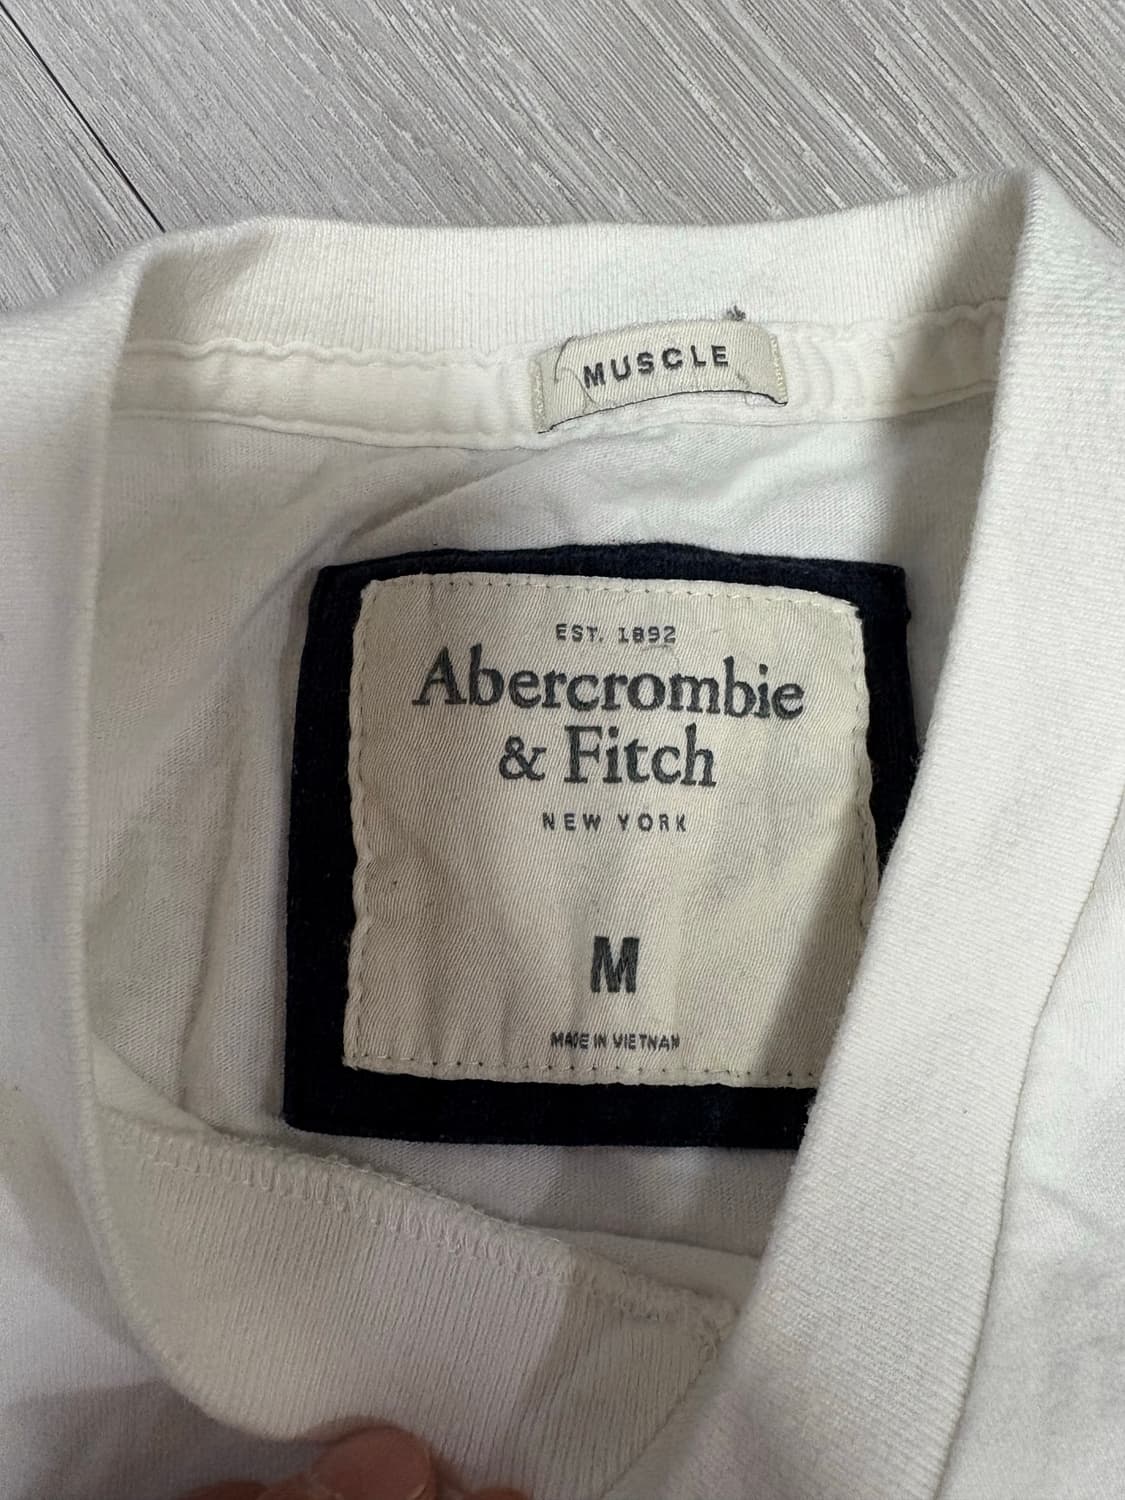 MUSCLE
EST. 1892
Abercrombie
& Fitch
NEW YORK
M
MADE IN VIETNAM